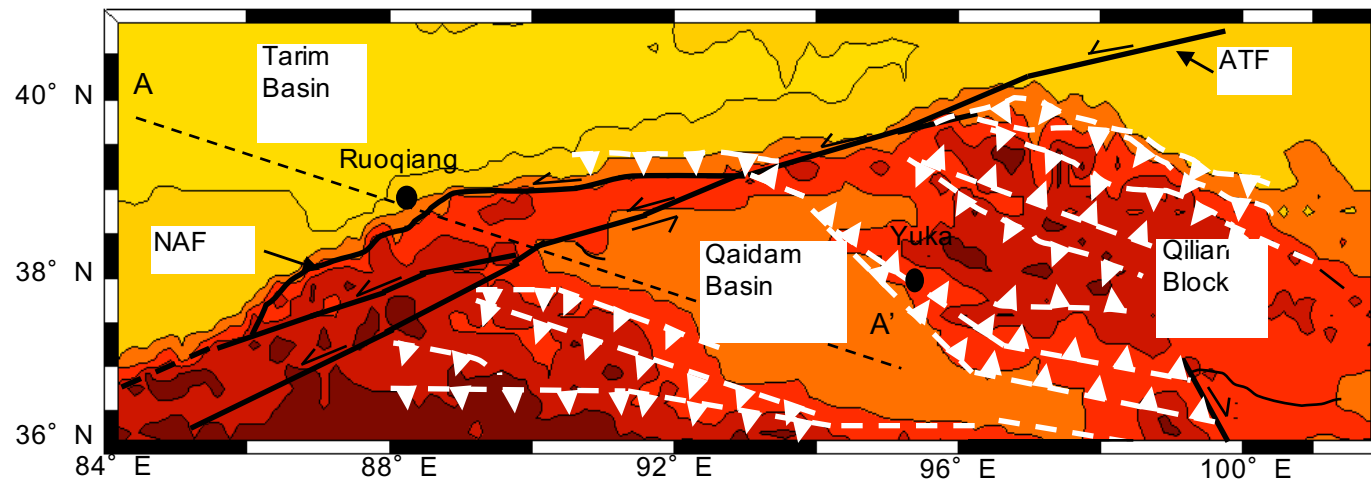 Tarim
Basin
ATF
40° N
A
Ruoqiang
NAF
Yuka
38° N
Qaidam
Basin
Qilian
Block
A'
36° N
84° E
88° E
92° E
96° E
100° E